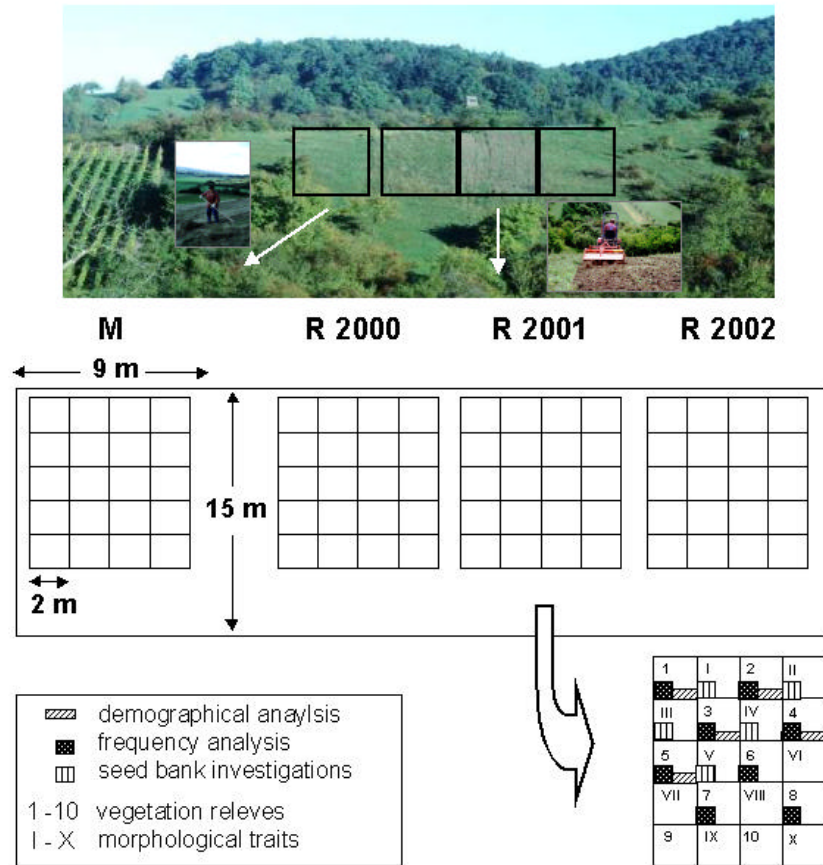 M R 2000 R 2001 R 2002
9 m
15 m
2 m
demographical anaylsis
frequency analysis
seed bank investigations
1 -10 vegetation releves
I - X morphological traits
1 I 2 II
III 3 IV 4
5 V 6 VI
VII 7 VIII 8
9 IX 10 X